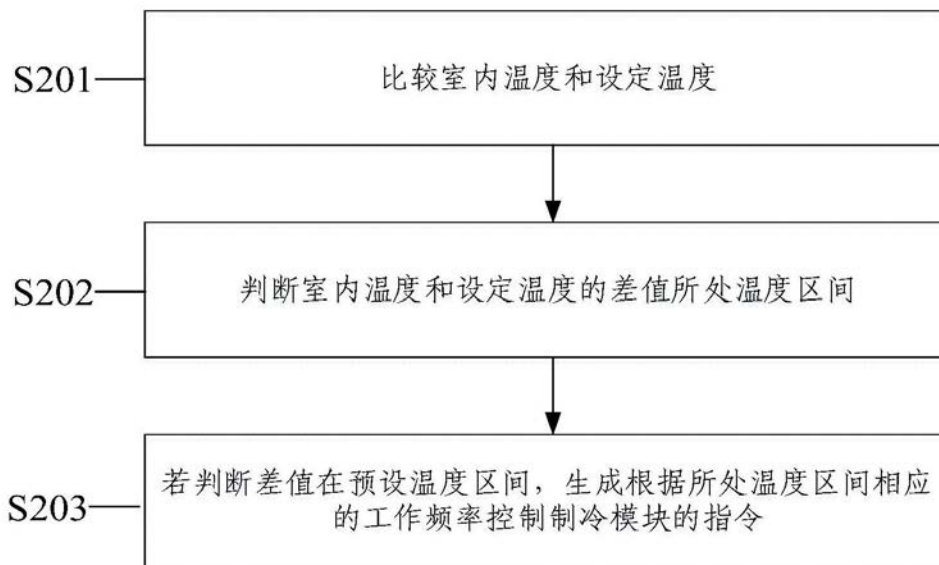 S201
比较室内温度和设定温度
S202
判断室内温度和设定温度的差值所处温度区间
S203
若判断差值在预设温度区间，生成根据所处温度区间相应
的工作频率控制制冷模块的指令